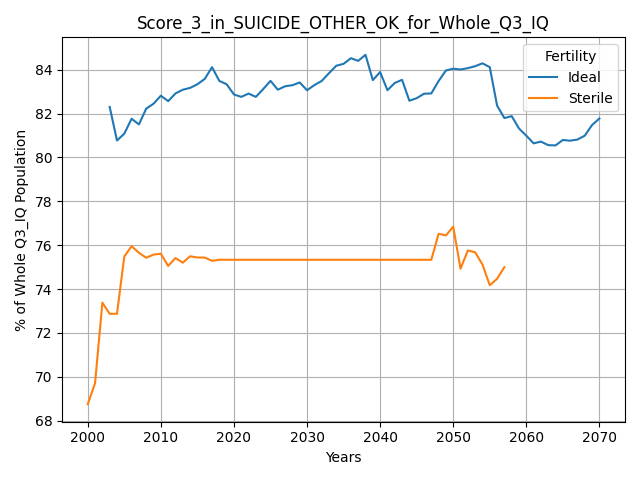 Score_3_in_SUICIDE_OTHER_OK_for_Whole_Q3_IQ
Fertility
Ideal
Sterile
% of Whole Q3_IQ Population
84
82
80
78
76
74
72
70
68
2000
2010
2020
2030
2040
2050
2060
2070
Years